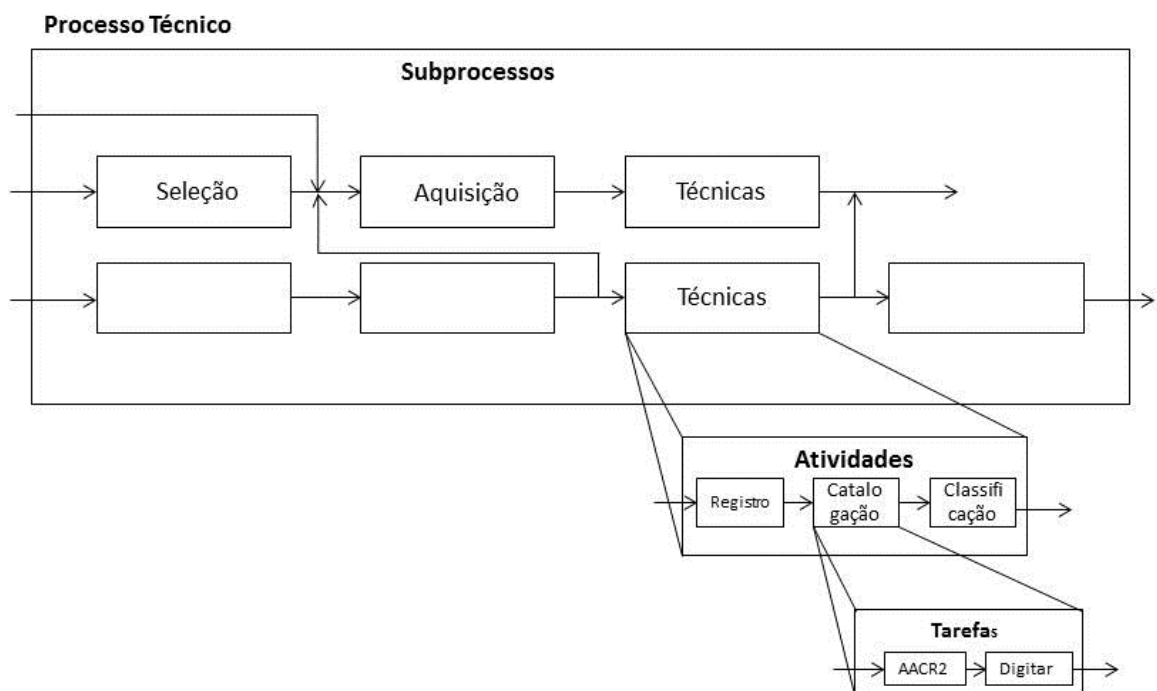 Processo Técnico
Subprocessos
Seleção
Aquisição
Técnicas
Técnicas
Atividades
Registro
Catalo
gação
Classifi
cação
Tarefas
AACR2
Digitar